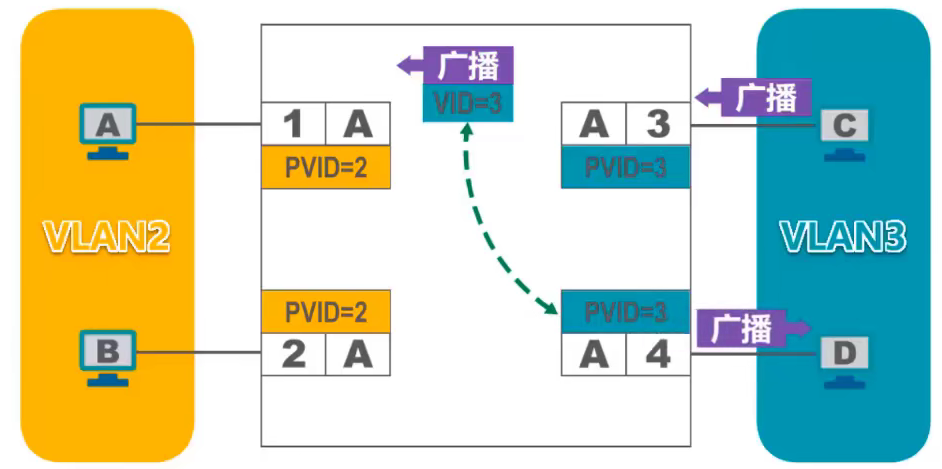 广播
VID=3
广播
A
1 A
PVID=2
A 3
PVID=3
C
VLAN2
VLAN3
PVID=2
2 A
B
PVID=3
A 4
广播
D